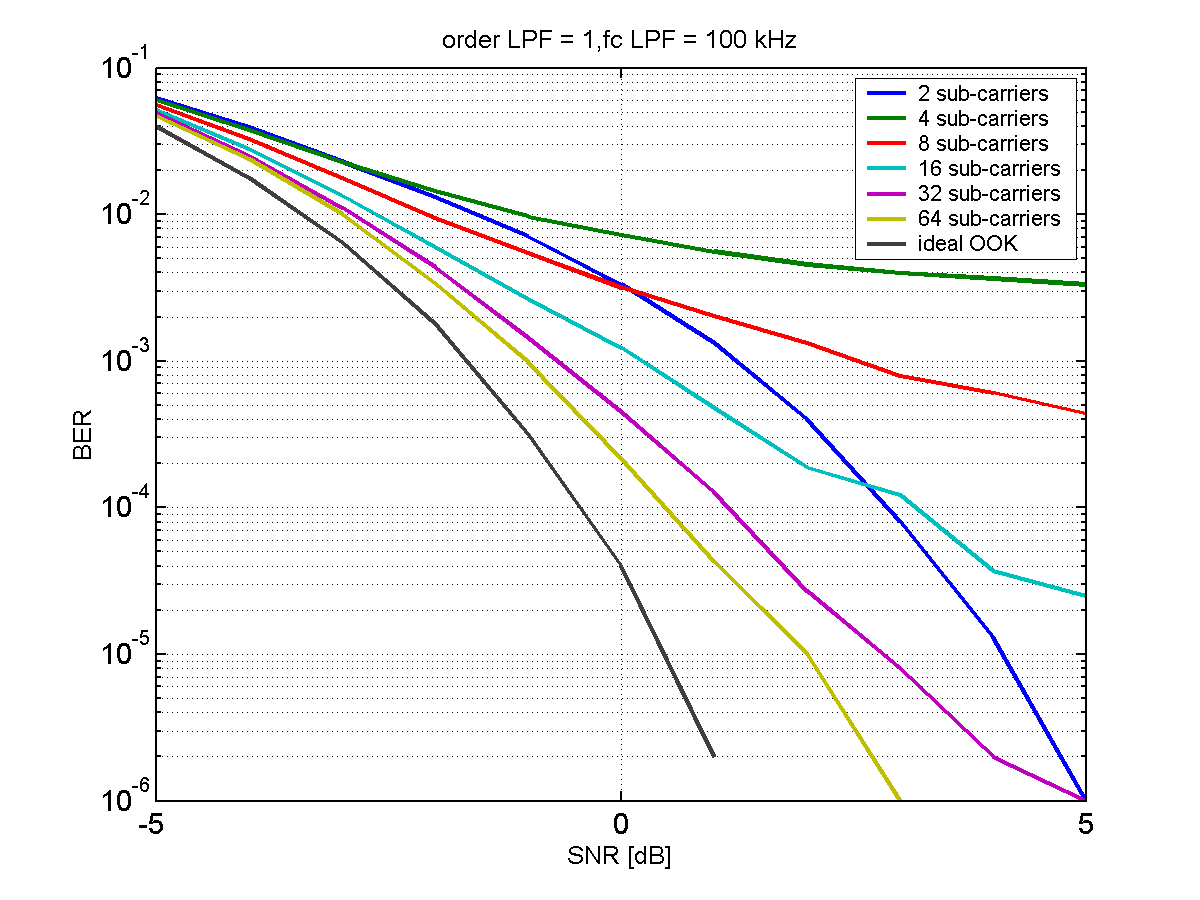 order LPF = 1,fc LPF = 100 kHz
2 sub-carriers
4 sub-carriers
8 sub-carriers
16 sub-carriers
32 sub-carriers
64 sub-carriers
ideal OOK
BER
10^-1
10^-2
10^-3
10^-4
10^-5
10^-6
-5 0 5
SNR [dB]